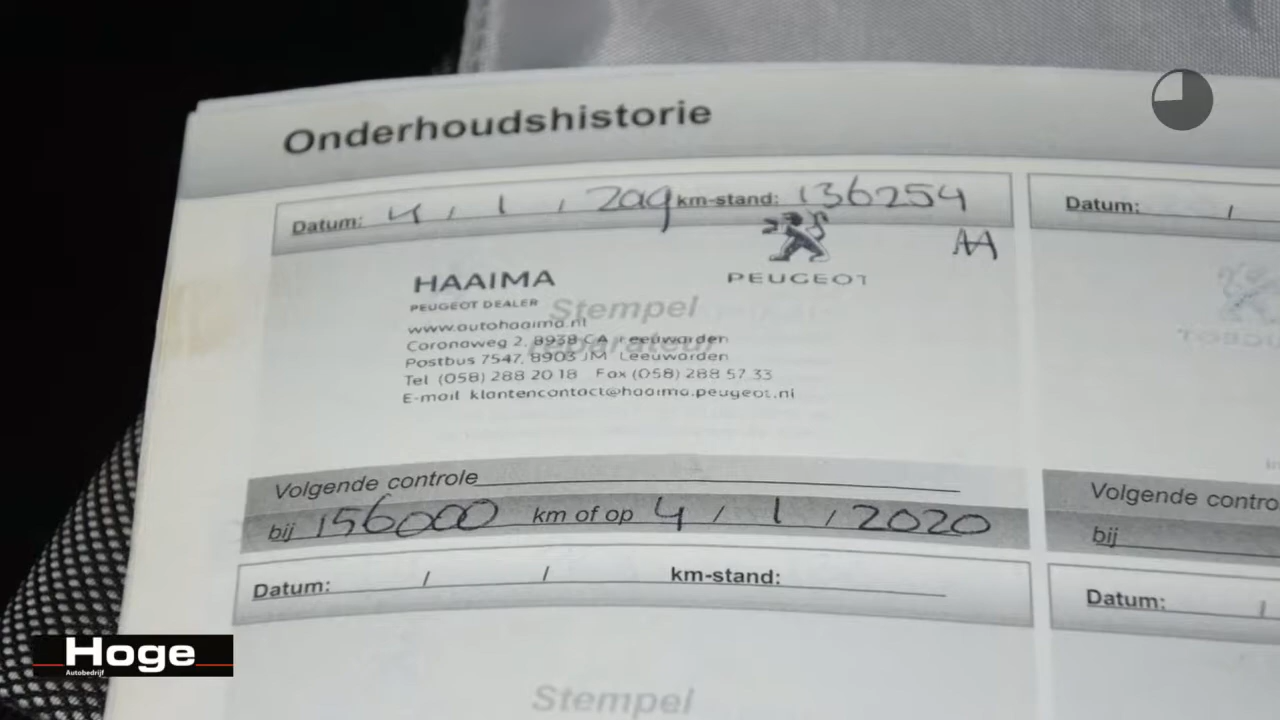 Onderhoudshistorie
Datum: 4 / 1 / 2019 km-stand: 136254
Datum: /
AA
PEUGEOT
HAAIMA
PEUGEOT DEALER
Stempel
reparateur
www.autohaaima.nl
Coronaweg 2, 8938 CA Leeuwarden
Postbus 7547, 8903 JM Leeuwarden
Tel (058) 288 20 18 Fax (058) 288 57 33
E-mail klantencontact@haaima.peugeot.nl
Volgende controle
bij 156000 km of op 4 / 1 / 2020
Volgende contro
bij
Datum: / / km-stand:
Datum: /
Stempel
Hoge
Autobedrijf